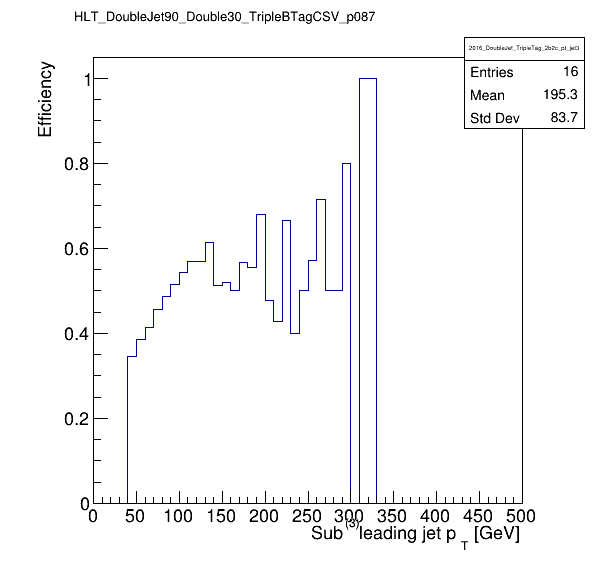 HLT_DoubleJet90_Double30_TripleBTagCSV_p087
2016_DoubleJet_TripleTag_2b2c_pt_jet3
Entries 16
Mean 195.3
Std Dev 83.7
Efficiency
1
0.8
0.6
0.4
0.2
0
0 50 100 150 200 250 300 350 400 450 500
Sub(3)leading jet pT [GeV]